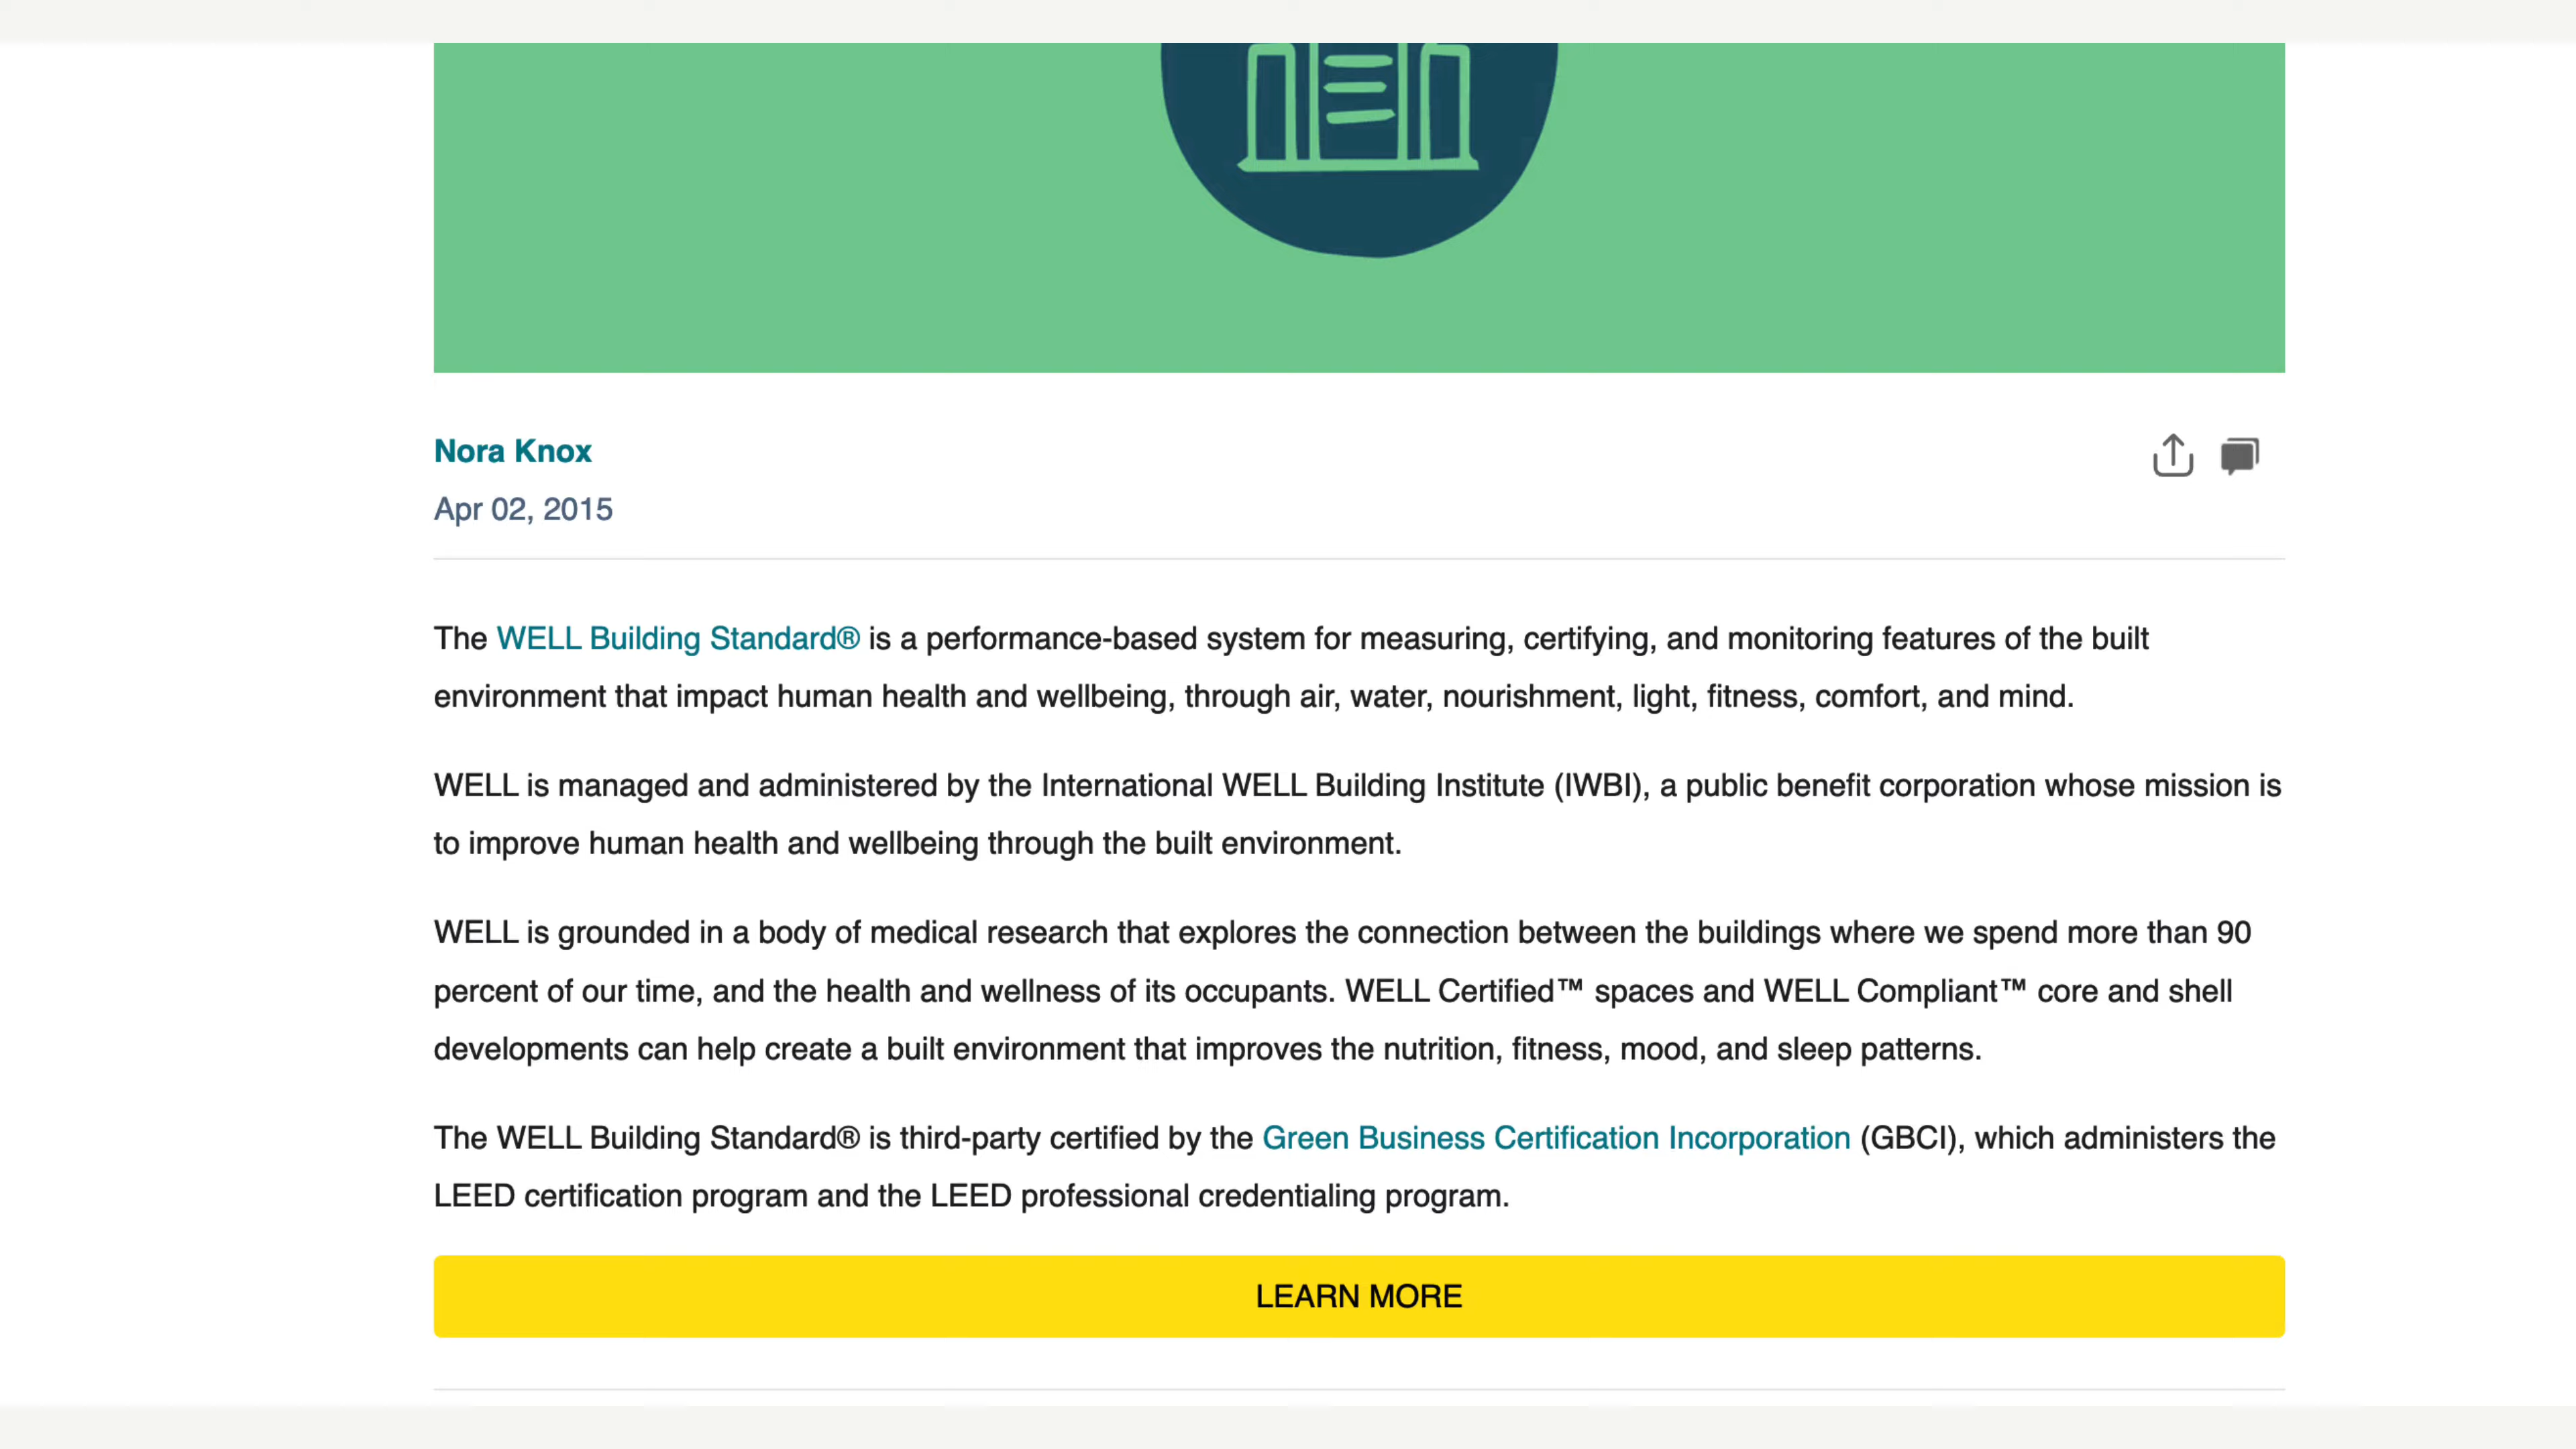 Nora Knox
Apr 02, 2015
The WELL Building Standard® is a performance-based system for measuring, certifying, and monitoring features of the built
environment that impact human health and wellbeing, through air, water, nourishment, light, fitness, comfort, and mind.
WELL is managed and administered by the International WELL Building Institute (IWBI), a public benefit corporation whose mission is
to improve human health and wellbeing through the built environment.
WELL is grounded in a body of medical research that explores the connection between the buildings where we spend more than 90
percent of our time, and the health and wellness of its occupants. WELL Certified™ spaces and WELL Compliant™ core and shell
developments can help create a built environment that improves the nutrition, fitness, mood, and sleep patterns.
The WELL Building Standard® is third-party certified by the Green Business Certification Incorporation (GBCI), which administers the
LEED certification program and the LEED professional credentialing program.
LEARN MORE